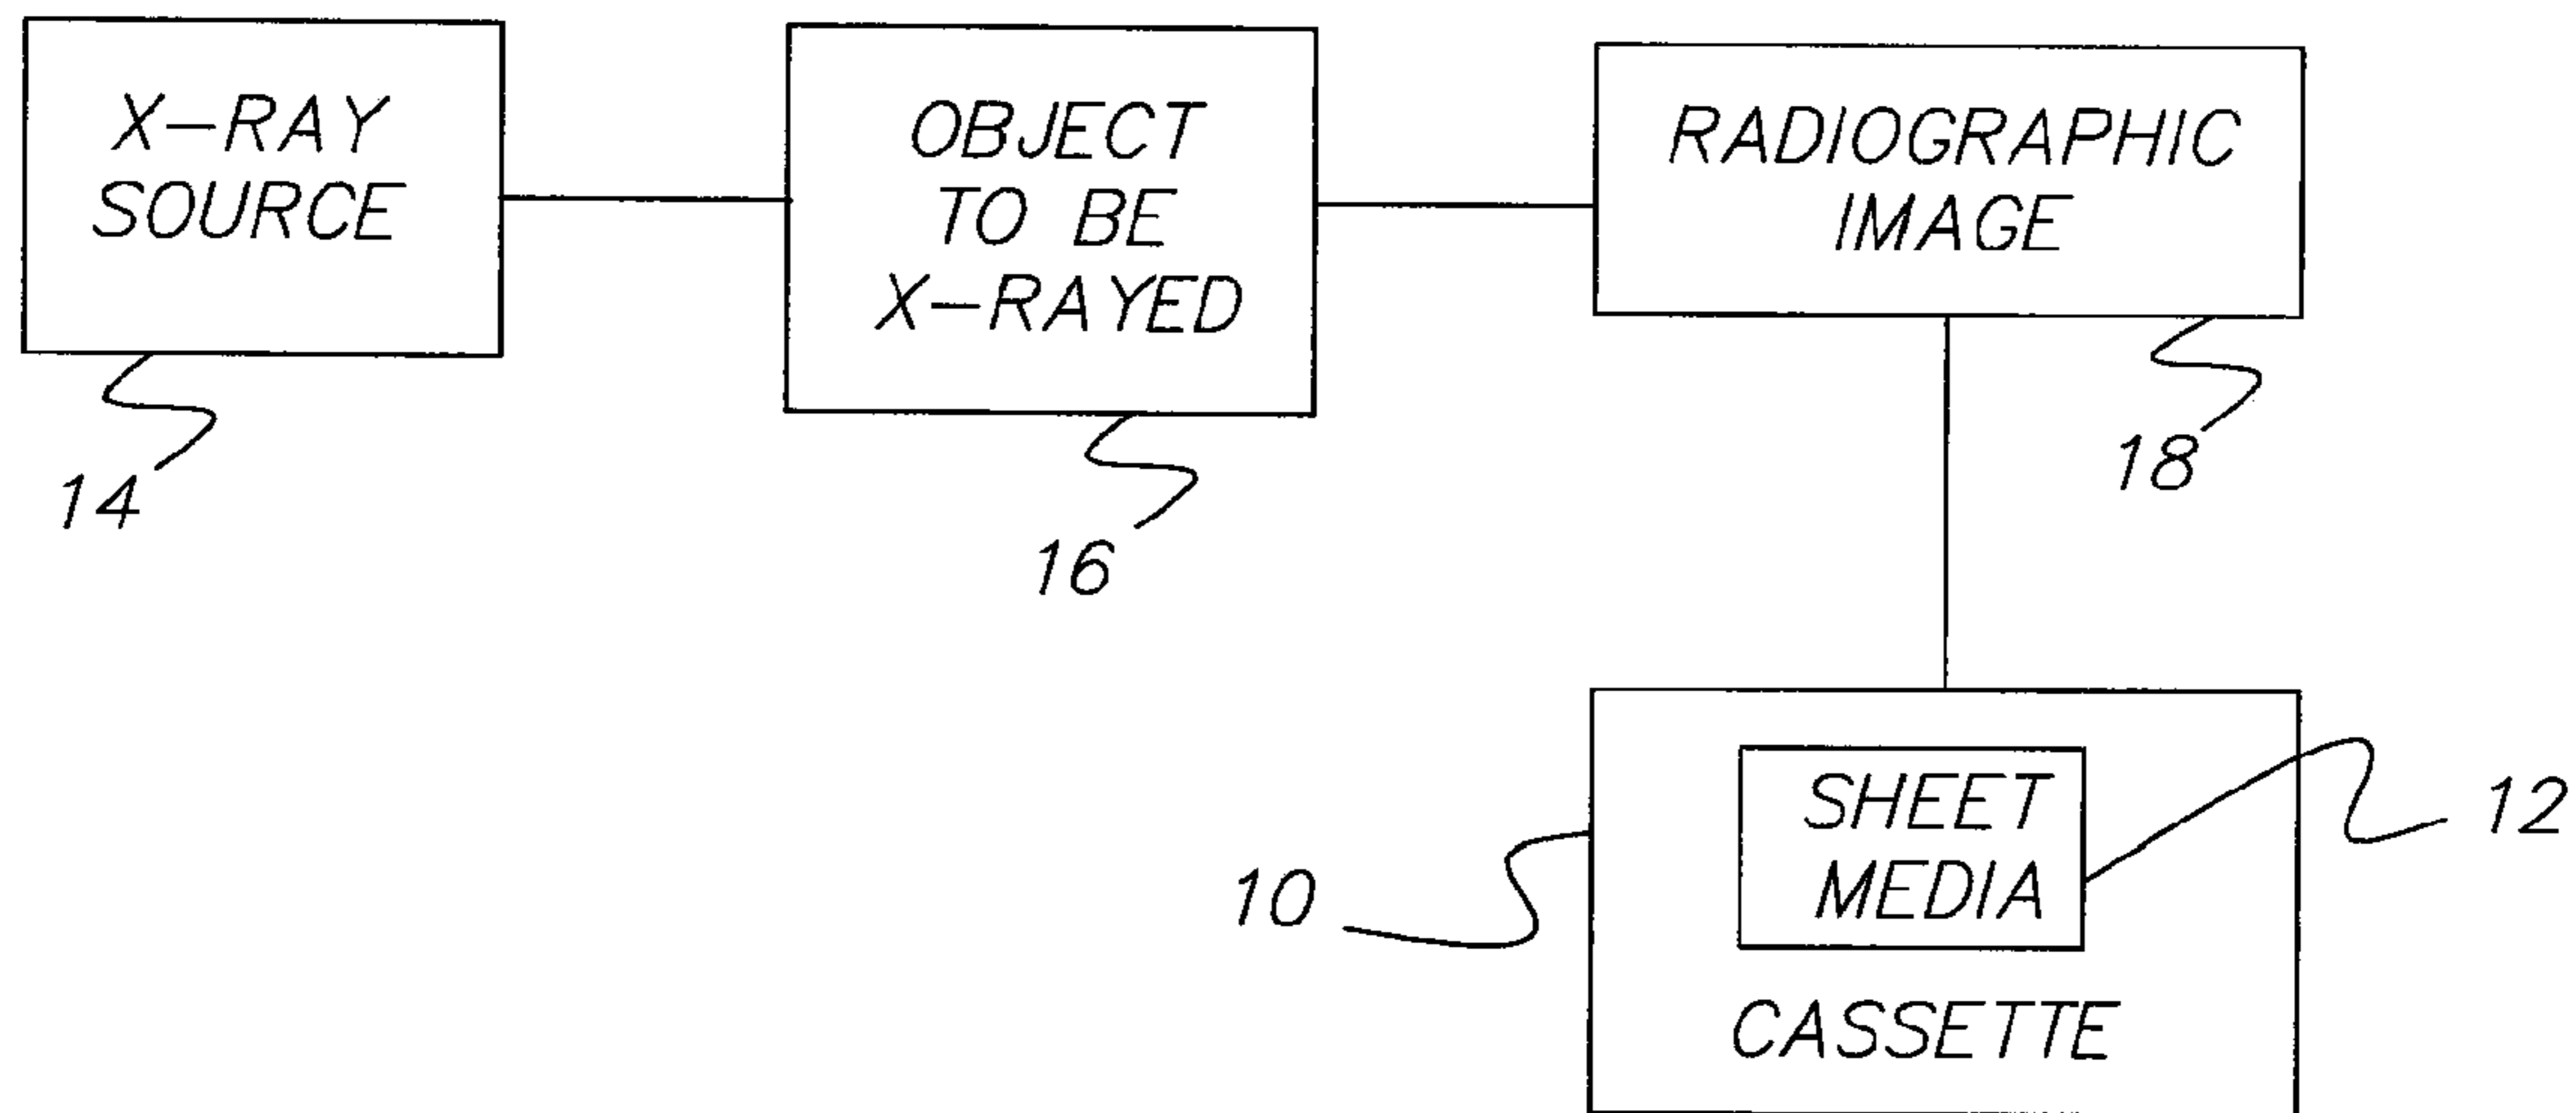 X-RAY
SOURCE
14
OBJECT
TO BE
X-RAYED
16
RADIOGRAPHIC
IMAGE
18
SHEET
MEDIA
12
10
CASSETTE